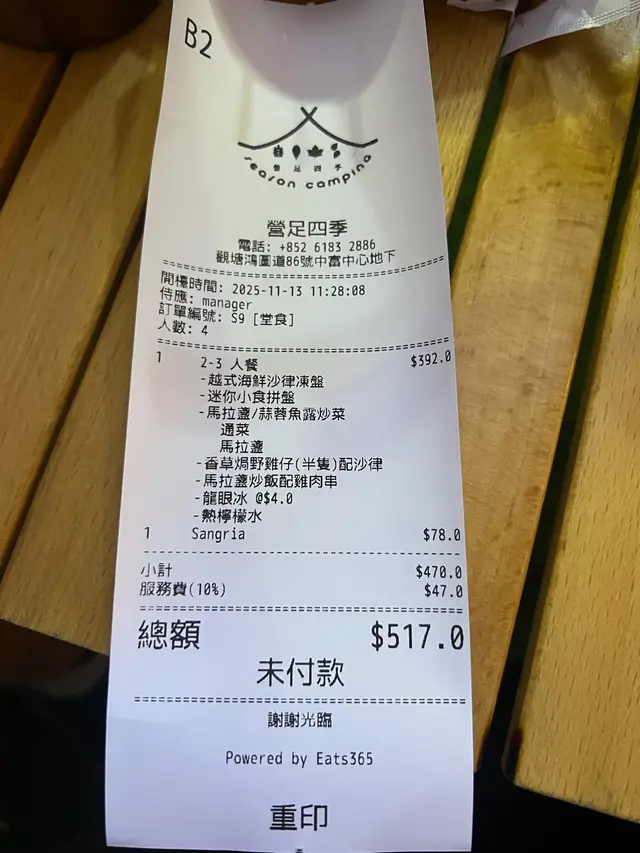 B2
營足四季
season camping
營足四季
電話: +852 6183 2886
觀塘鴻圖道86號中富中心地下
開檯時間: 2025-11-13 11:28:08
侍應: manager
訂單編號: S9 [堂食]
人數: 4
1 2-3 人餐 $392.0
-越式海鮮沙律凍盤
-迷你小食拼盤
-馬拉盞/蒜蓉魚露炒菜
通菜
馬拉盞
-香草焗野雞仔(半隻)配沙律
-馬拉盞炒飯配雞肉串
-龍眼冰 @$4.0
-熱檸檬水
1 Sangria $78.0
小計 $470.0
服務費(10%) $47.0
總額 $517.0
未付款
謝謝光臨
Powered by Eats365
重印